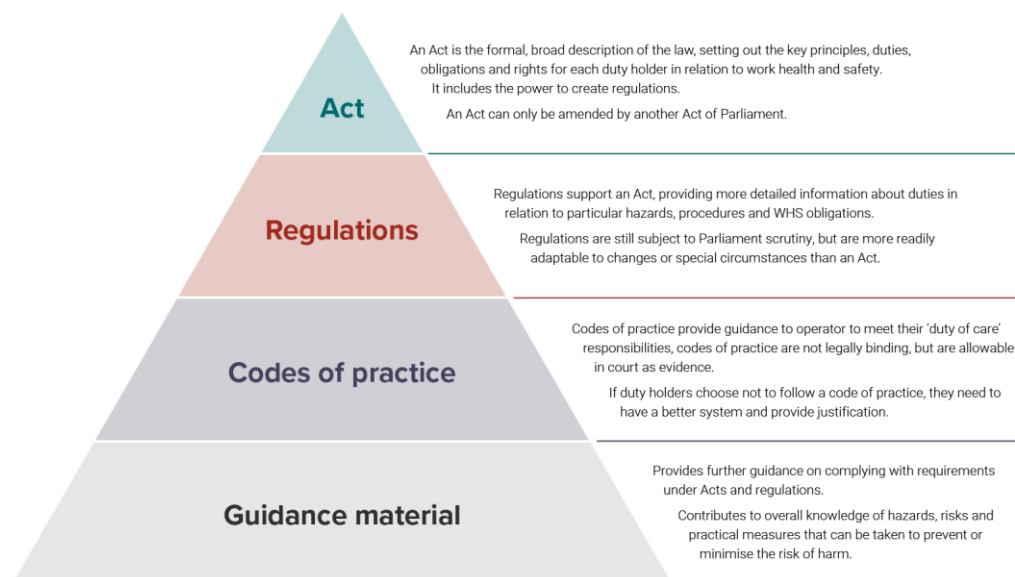 Act
An Act is the formal, broad description of the law, setting out the key principles, duties,
obligations and rights for each duty holder in relation to work health and safety.
It includes the power to create regulations.
An Act can only be amended by another Act of Parliament.
Regulations
Regulations support an Act, providing more detailed information about duties in
relation to particular hazards, procedures and WHS obligations.
Regulations are still subject to Parliament scrutiny, but are more readily
adaptable to changes or special circumstances than an Act.
Codes of practice
Codes of practice provide guidance to operator to meet their ‘duty of care’
responsibilities, codes of practice are not legally binding, but are allowable
in court as evidence.
If duty holders choose not to follow a code of practice, they need to
have a better system and provide justification.
Guidance material
Provides further guidance on complying with requirements
under Acts and regulations.
Contributes to overall knowledge of hazards, risks and
practical measures that can be taken to prevent or
minimise the risk of harm.